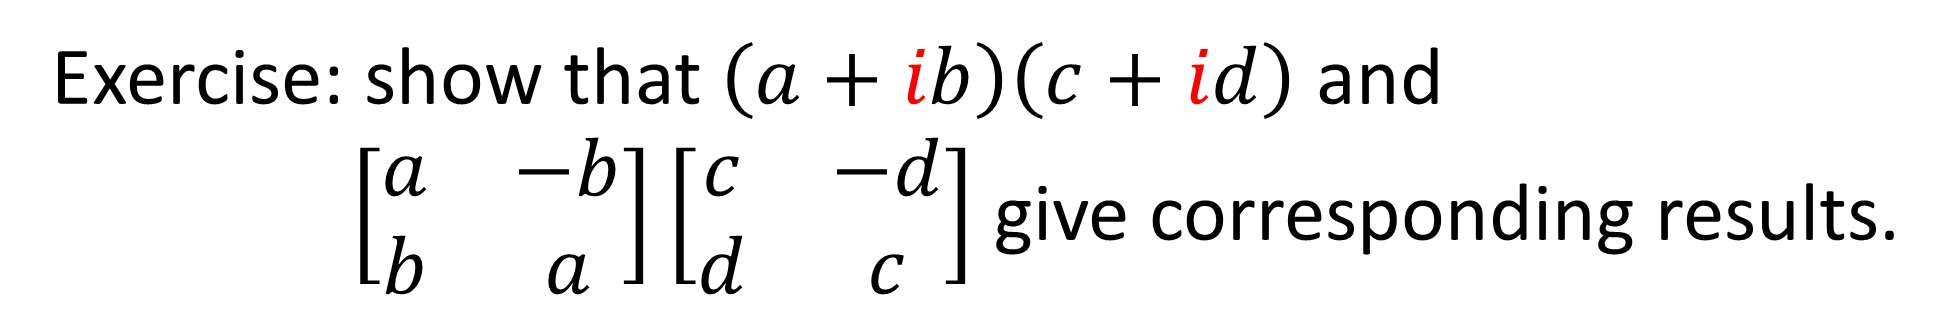 Exercise: show that (𝑎 + 𝑖𝑏)(𝑐 + 𝑖𝑑) and
[𝑎 −𝑏
𝑏 𝑎] [𝑐 −𝑑
𝑑 𝑐] give corresponding results.